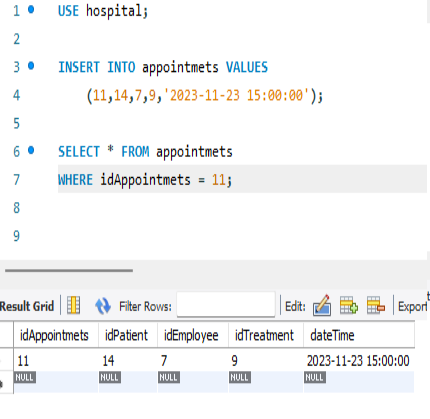 1 USE hospital;
2
3 INSERT INTO appointmets VALUES
4 (11,14,7,9,'2023-11-23 15:00:00');
5
6 SELECT * FROM appointmets
7 WHERE idAppointmets = 11;
8
9
Result Grid Filter Rows: Edit: Export
idAppointmets idPatient idEmployee idTreatment dateTime
11 14 7 9 2023-11-23 15:00:00
NULL NULL NULL NULL NULL